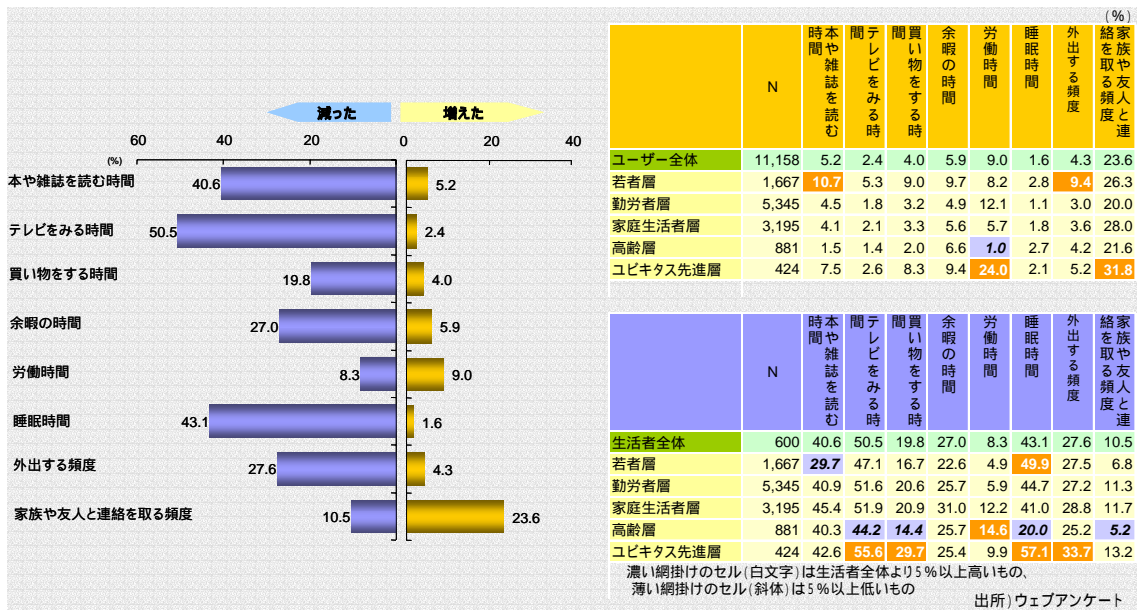 減った 増えた
60 40 20 0 20 40
(%)
本や雑誌を読む時間 40.6 5.2
テレビをみる時間 50.5 2.4
買い物をする時間 19.8 4.0
余暇の時間 27.0 5.9
労働時間 8.3 9.0
睡眠時間 43.1 1.6
外出する頻度 27.6 4.3
家族や友人と連絡を取る頻度 10.5 23.6
(%)
N 本や雑誌を読む時間 テレビをみる時間 買い物をする時間 余暇の時間 労働時間 睡眠時間 外出する頻度 家族や友人と連絡を取る頻度
ユーザー全体 11,158 5.2 2.4 4.0 5.9 9.0 1.6 4.3 23.6
若者層 1,667 10.7 5.3 9.0 9.7 8.2 2.8 9.4 26.3
勤労者層 5,345 4.5 1.8 3.2 4.9 12.1 1.1 3.0 20.0
家庭生活者層 3,195 4.1 2.1 3.3 5.6 5.7 1.8 3.6 28.0
高齢層 881 1.5 1.4 2.0 6.6 1.0 2.7 4.2 21.6
ユビキタス先進層 424 7.5 2.6 8.3 9.4 24.0 2.1 5.2 31.8
N 本や雑誌を読む時間 テレビをみる時間 買い物をする時間 余暇の時間 労働時間 睡眠時間 外出する頻度 家族や友人と連絡を取る頻度
生活者全体 600 40.6 50.5 19.8 27.0 8.3 43.1 27.6 10.5
若者層 1,667 29.7 47.1 16.7 22.6 4.9 49.9 27.5 6.8
勤労者層 5,345 40.9 51.6 20.6 25.7 5.9 44.7 27.2 11.3
家庭生活者層 3,195 45.4 51.9 20.9 31.0 12.2 41.0 28.8 11.7
高齢層 881 40.3 44.2 14.4 25.7 14.6 20.0 25.2 5.2
ユビキタス先進層 424 42.6 55.6 29.7 25.4 9.9 57.1 33.7 13.2
濃い網掛けのセル(白文字)は生活者全体より5%以上高いもの、
薄い網掛けのセル(斜体)は5%以上低いもの
出所)ウェブアンケート